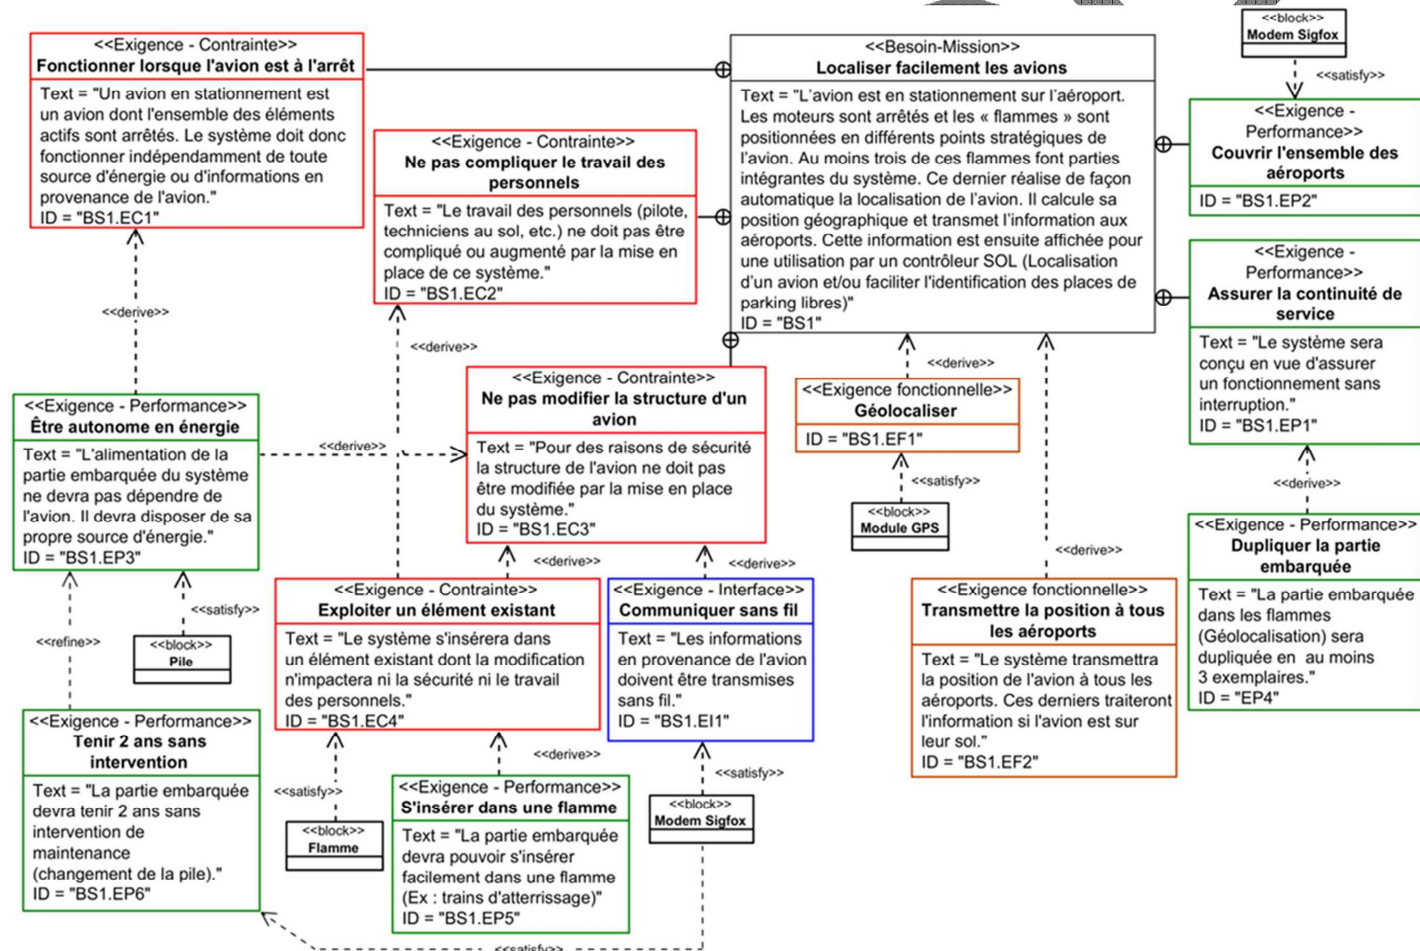 <<block>>
Modem Sigfox
<<satisfy>>
<<Exigence - Contrainte>>
Fonctionner lorsque l'avion est à l'arrêt
Text = "Un avion en stationnement est
un avion dont l'ensemble des éléments
actifs sont arrêtés. Le système doit donc
fonctionner indépendamment de toute
source d'énergie ou d'informations en
provenance de l'avion."
ID = "BS1.EC1"
<<Exigence - Contrainte>>
Ne pas compliquer le travail des
personnels
Text = "Le travail des personnels (pilote,
techniciens au sol, etc.) ne doit pas être
compliqué ou augmenté par la mise en
place de ce système."
ID = "BS1.EC2"
<<Besoin-Mission>>
Localiser facilement les avions
Text = "L'avion est en stationnement sur l'aéroport.
Les moteurs sont arrêtés et les « flammes » sont
positionnées en différents points stratégiques de
l'avion. Au moins trois de ces flammes font parties
intégrantes du système. Ce dernier réalise de façon
automatique la localisation de l'avion. Il calcule sa
position géographique et transmet l'information aux
aéroports. Cette information est ensuite affichée pour
une utilisation par un contrôleur SOL (Localisation
d'un avion et/ou faciliter l'identification des places de
parking libres)"
ID = "BS1"
<<Exigence -
Performance>>
Couvrir l'ensemble des
aéroports
ID = "BS1.EP2"
<<Exigence -
Performance>>
Assurer la continuité de
service
Text = "Le système sera
conçu en vue d'assurer
un fonctionnement sans
interruption."
ID = "BS1.EP1"
<<derive>>
<<derive>>
<<derive>>
<<Exigence - Performance>>
Être autonome en énergie
Text = "L'alimentation de la
partie embarquée du système
ne devra pas dépendre de
l'avion. Il devra disposer de sa
propre source d'énergie."
ID = "BS1.EP3"
<<derive>>
<<Exigence - Contrainte>>
Ne pas modifier la structure d'un
avion
Text = "Pour des raisons de sécurité
la structure de l'avion ne doit pas
être modifiée par la mise en place
du système."
ID = "BS1.EC3"
<<Exigence fonctionnelle>>
Géolocaliser
ID = "BS1.EF1"
<<satisfy>>
<<block>>
Module GPS
<<derive>>
<<derive>>
<<Exigence - Performance>>
Dupliquer la partie
embarquée
Text = "La partie embarquée
dans les flammes
(Géolocalisation) sera
dupliquée en au moins
3 exemplaires."
ID = "EP4"
<<derive>>
<<derive>>
<<satisfy>>
<<refine>>
<<block>>
Pile
<<Exigence - Contrainte>>
Exploiter un élément existant
Text = "Le système s'insérera dans
un élément existant dont la modification
n'impactera ni la sécurité ni le travail
des personnels."
ID = "BS1.EC4"
<<Exigence - Interface>>
Communiquer sans fil
Text = "Les informations
en provenance de l'avion
doivent être transmises
sans fil."
ID = "BS1.EI1"
<<Exigence fonctionnelle>>
Transmettre la position à tous
les aéroports
Text = "Le système transmettra
la position de l'avion à tous les
aéroports. Ces derniers traiteront
l'information si l'avion est sur
leur sol."
ID = "BS1.EF2"
<<Exigence - Performance>>
Tenir 2 ans sans
intervention
Text = "La partie embarquée
devra tenir 2 ans sans
intervention de
maintenance
(changement de la pile)."
ID = "BS1.EP6"
<<satisfy>>
<<block>>
Flamme
<<derive>>
<<Exigence - Performance>>
S'insérer dans une flamme
Text = "La partie embarquée
devra pouvoir s'insérer
facilement dans une flamme
(Ex : trains d'atterrissage)"
ID = "BS1.EP5"
<<satisfy>>
<<block>>
Modem Sigfox
<<satisfy>>